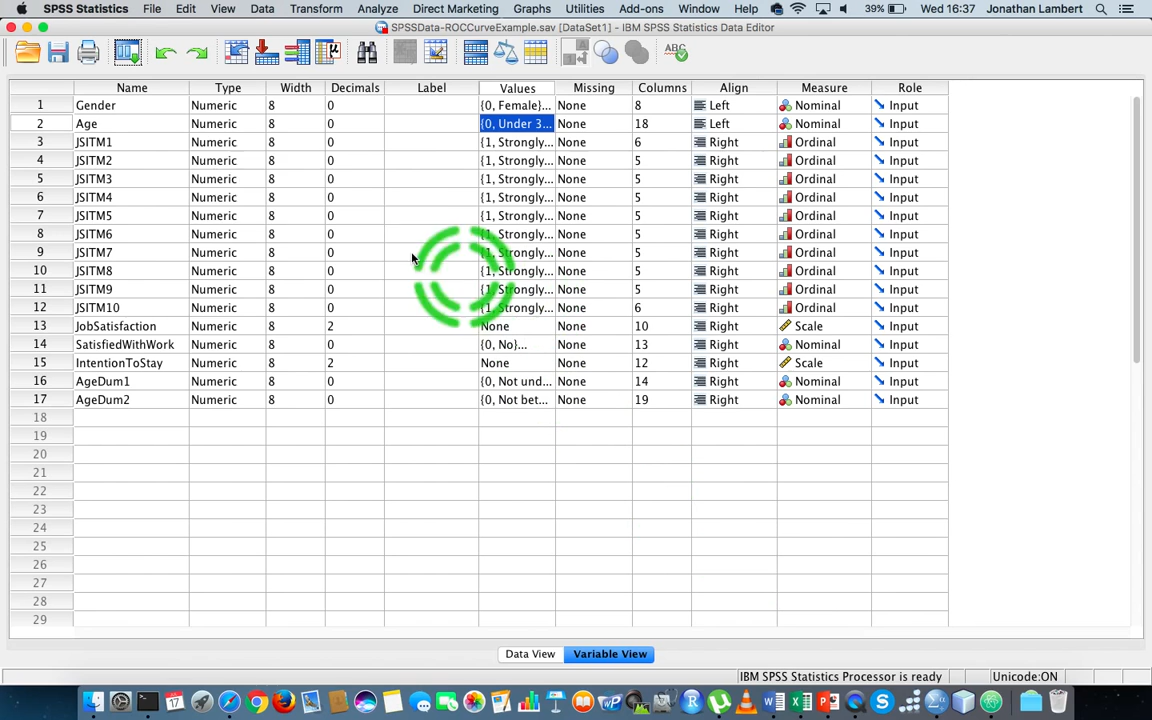 SPSS Statistics File Edit View Data Transform Analyze Direct Marketing Graphs Utilities Add-ons Window Help 39% Wed 16:37 Jonathan Lambert
SPSSData-ROCCurveExample.sav [DataSet1] - IBM SPSS Statistics Data Editor
Name Type Width Decimals Label Values Missing Columns Align Measure Role
1 Gender Numeric 8 0 {0, Female}... None 8 Left Nominal Input
2 Age Numeric 8 0 {0, Under 3... None 18 Left Nominal Input
3 JSITM1 Numeric 8 0 {1, Strongly... None 6 Right Ordinal Input
4 JSITM2 Numeric 8 0 {1, Strongly... None 5 Right Ordinal Input
5 JSITM3 Numeric 8 0 {1, Strongly... None 5 Right Ordinal Input
6 JSITM4 Numeric 8 0 {1, Strongly... None 5 Right Ordinal Input
7 JSITM5 Numeric 8 0 {1, Strongly... None 5 Right Ordinal Input
8 JSITM6 Numeric 8 0 {1, Strongly... None 5 Right Ordinal Input
9 JSITM7 Numeric 8 0 {1, Strongly... None 5 Right Ordinal Input
10 JSITM8 Numeric 8 0 {1, Strongly... None 5 Right Ordinal Input
11 JSITM9 Numeric 8 0 {1, Strongly... None 5 Right Ordinal Input
12 JSITM10 Numeric 8 0 {1, Strongly... None 6 Right Ordinal Input
13 JobSatisfaction Numeric 8 2 None None 10 Right Scale Input
14 SatisfiedWithWork Numeric 8 0 {0, No}... None 13 Right Nominal Input
15 IntentionToStay Numeric 8 2 None None 12 Right Scale Input
16 AgeDum1 Numeric 8 0 {0, Not und... None 14 Right Nominal Input
17 AgeDum2 Numeric 8 0 {0, Not bet... None 19 Right Nominal Input
18
19
20
21
22
23
24
25
26
27
28
29
Data View Variable View
IBM SPSS Statistics Processor is ready Unicode:ON